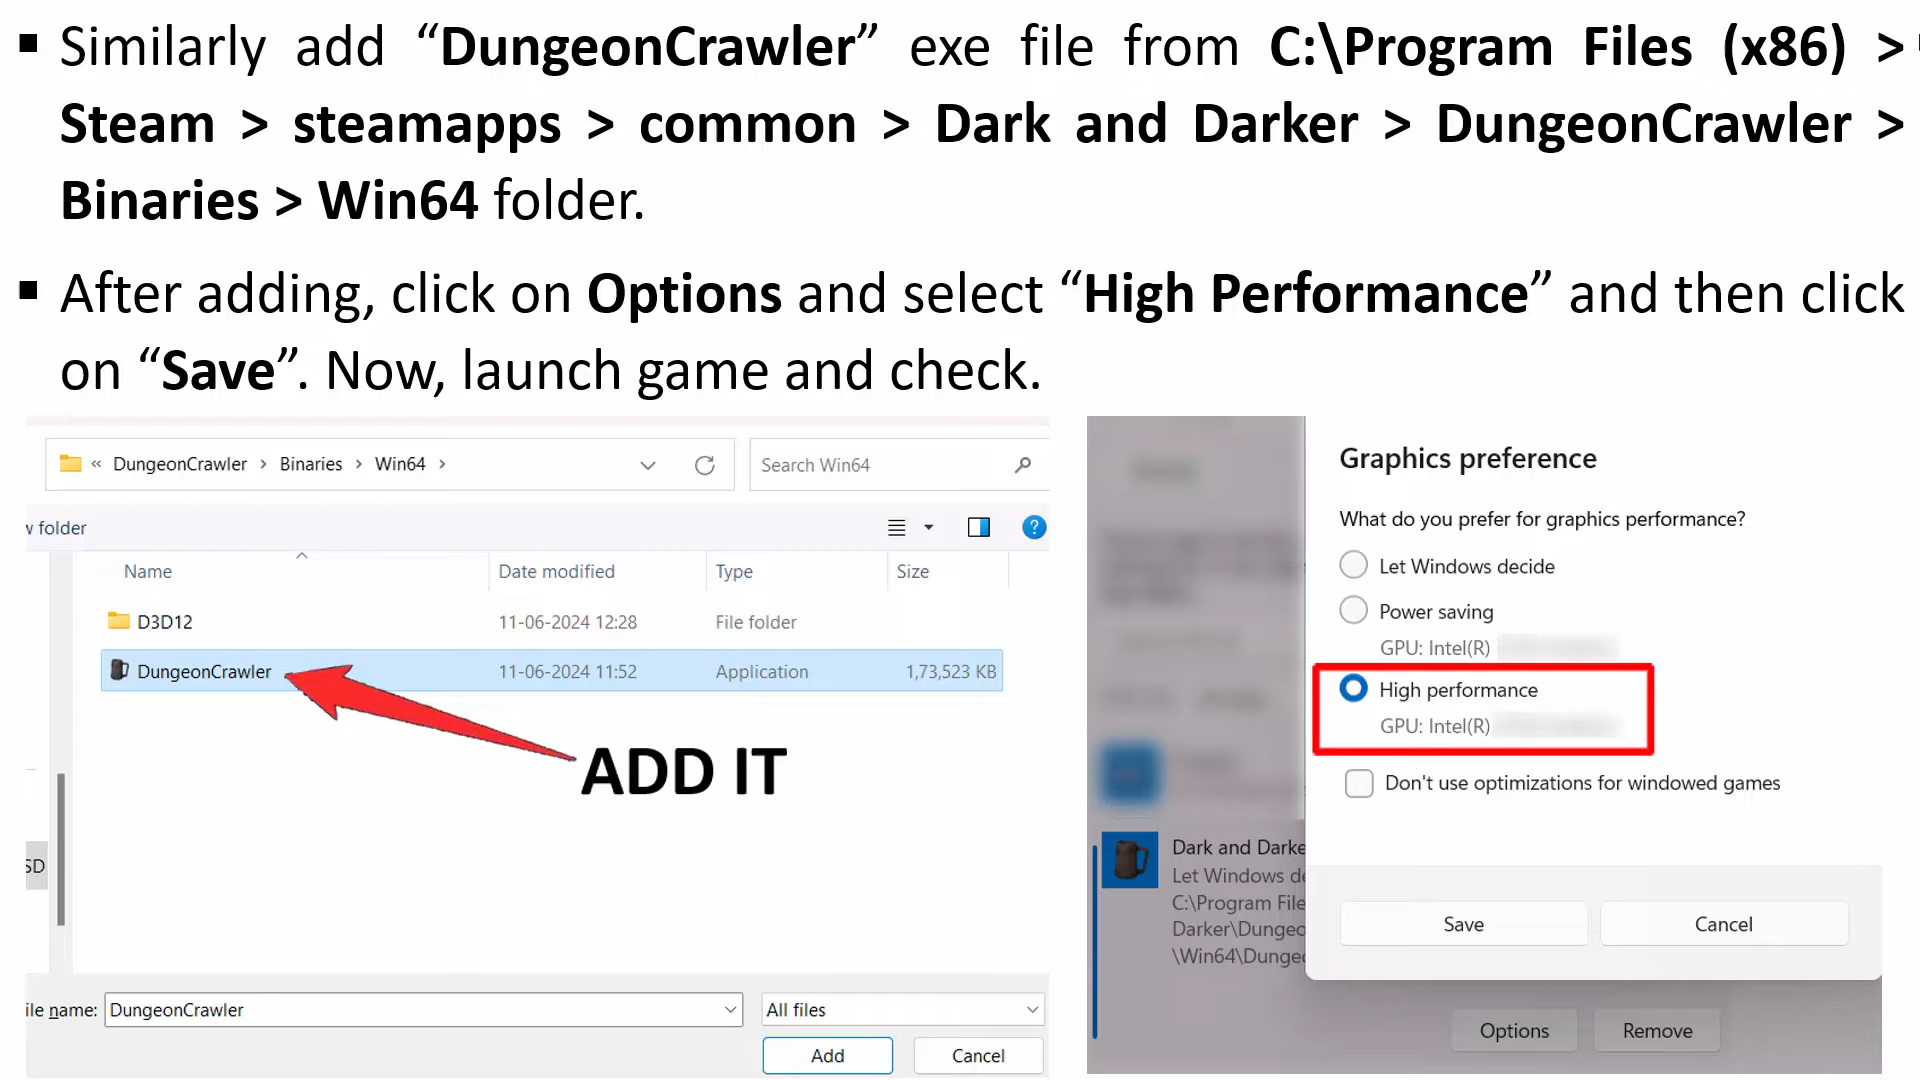 ▪ Similarly add “DungeonCrawler” exe file from C:\Program Files (x86) >
Steam > steamapps > common > Dark and Darker > DungeonCrawler >
Binaries > Win64 folder.
▪ After adding, click on Options and select “High Performance” and then click
on “Save”. Now, launch game and check.
« DungeonCrawler > Binaries > Win64 >
Search Win64
w folder
Name Date modified Type Size
D3D12 11-06-2024 12:28 File folder
DungeonCrawler 11-06-2024 11:52 Application 1,73,523 KB
ADD IT
SD
ile name: DungeonCrawler
All files
Add Cancel
Graphics preference
What do you prefer for graphics performance?
Let Windows decide
Power saving
GPU: Intel(R)
High performance
GPU: Intel(R)
Don't use optimizations for windowed games
Dark and Darke
Let Windows de
C:\Program File
Darker\Dungeo
\Win64\Dunge
Save Cancel
Options Remove